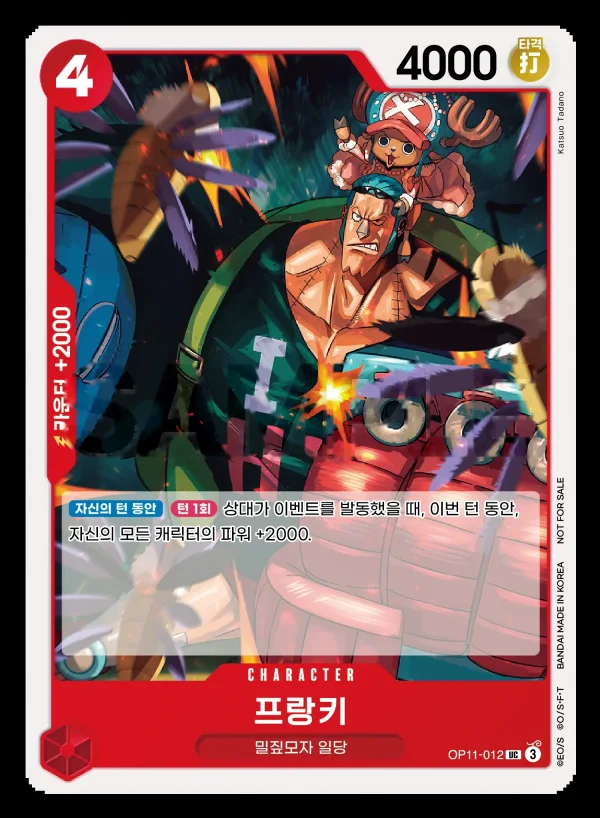 4
4000
타격
打
Katsuo Tadano
카운터 +2000
I
SAMPLE
자신의 턴 동안 턴 1회 상대가 이벤트를 발동했을 때, 이번 턴 동안,
자신의 모든 캐릭터의 파워 +2000.
CHARACTER
프랑키
밀짚모자 일당
OP11-012 UC 3
©EO/S ©O/S·F·T BANDAI MADE IN KOREA NOT FOR SALE